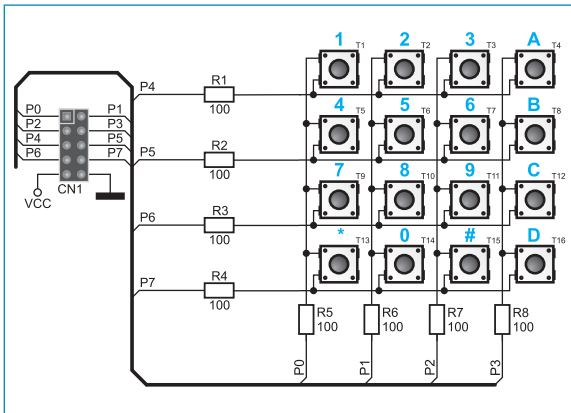 1 2 3 A
T1 T2 T3 T4
P4 R1
100
P0 P1
P2 P3
P4 P5
P6 P7
CN1
VCC
4 5 6 B
T5 T6 T7 T8
P5 R2
100
7 8 9 C
T9 T10 T11 T12
P6 R3
100
* 0 # D
T13 T14 T15 T16
P7 R4
100
R5 R6 R7 R8
100 100 100 100
P0 P1 P2 P3